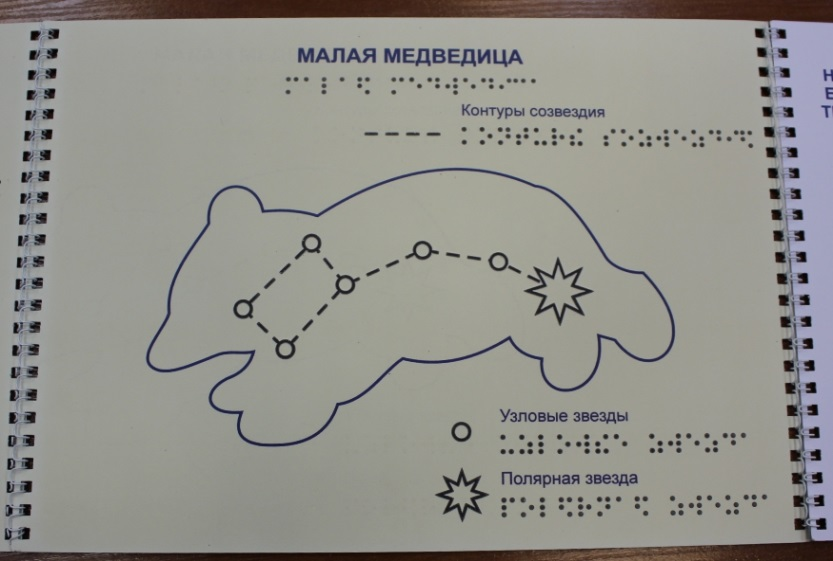 МАЛАЯ МЕДВЕДИЦА
Контуры созвездия
Узловые звезды
Полярная звезда